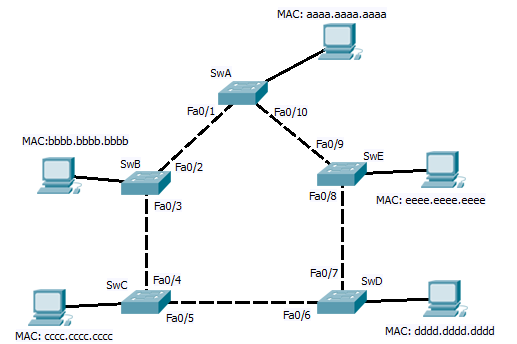 MAC: aaaa.aaaa.aaaa
SwA
Fa0/1
Fa0/10
MAC:bbbb.bbbb.bbbb
SwB
Fa0/2
Fa0/3
Fa0/9
SwE
Fa0/8
MAC: eeee.eeee.eeee
SwC
Fa0/4
Fa0/5
MAC: cccc.cccc.cccc
Fa0/7
SwD
Fa0/6
MAC: dddd.dddd.dddd